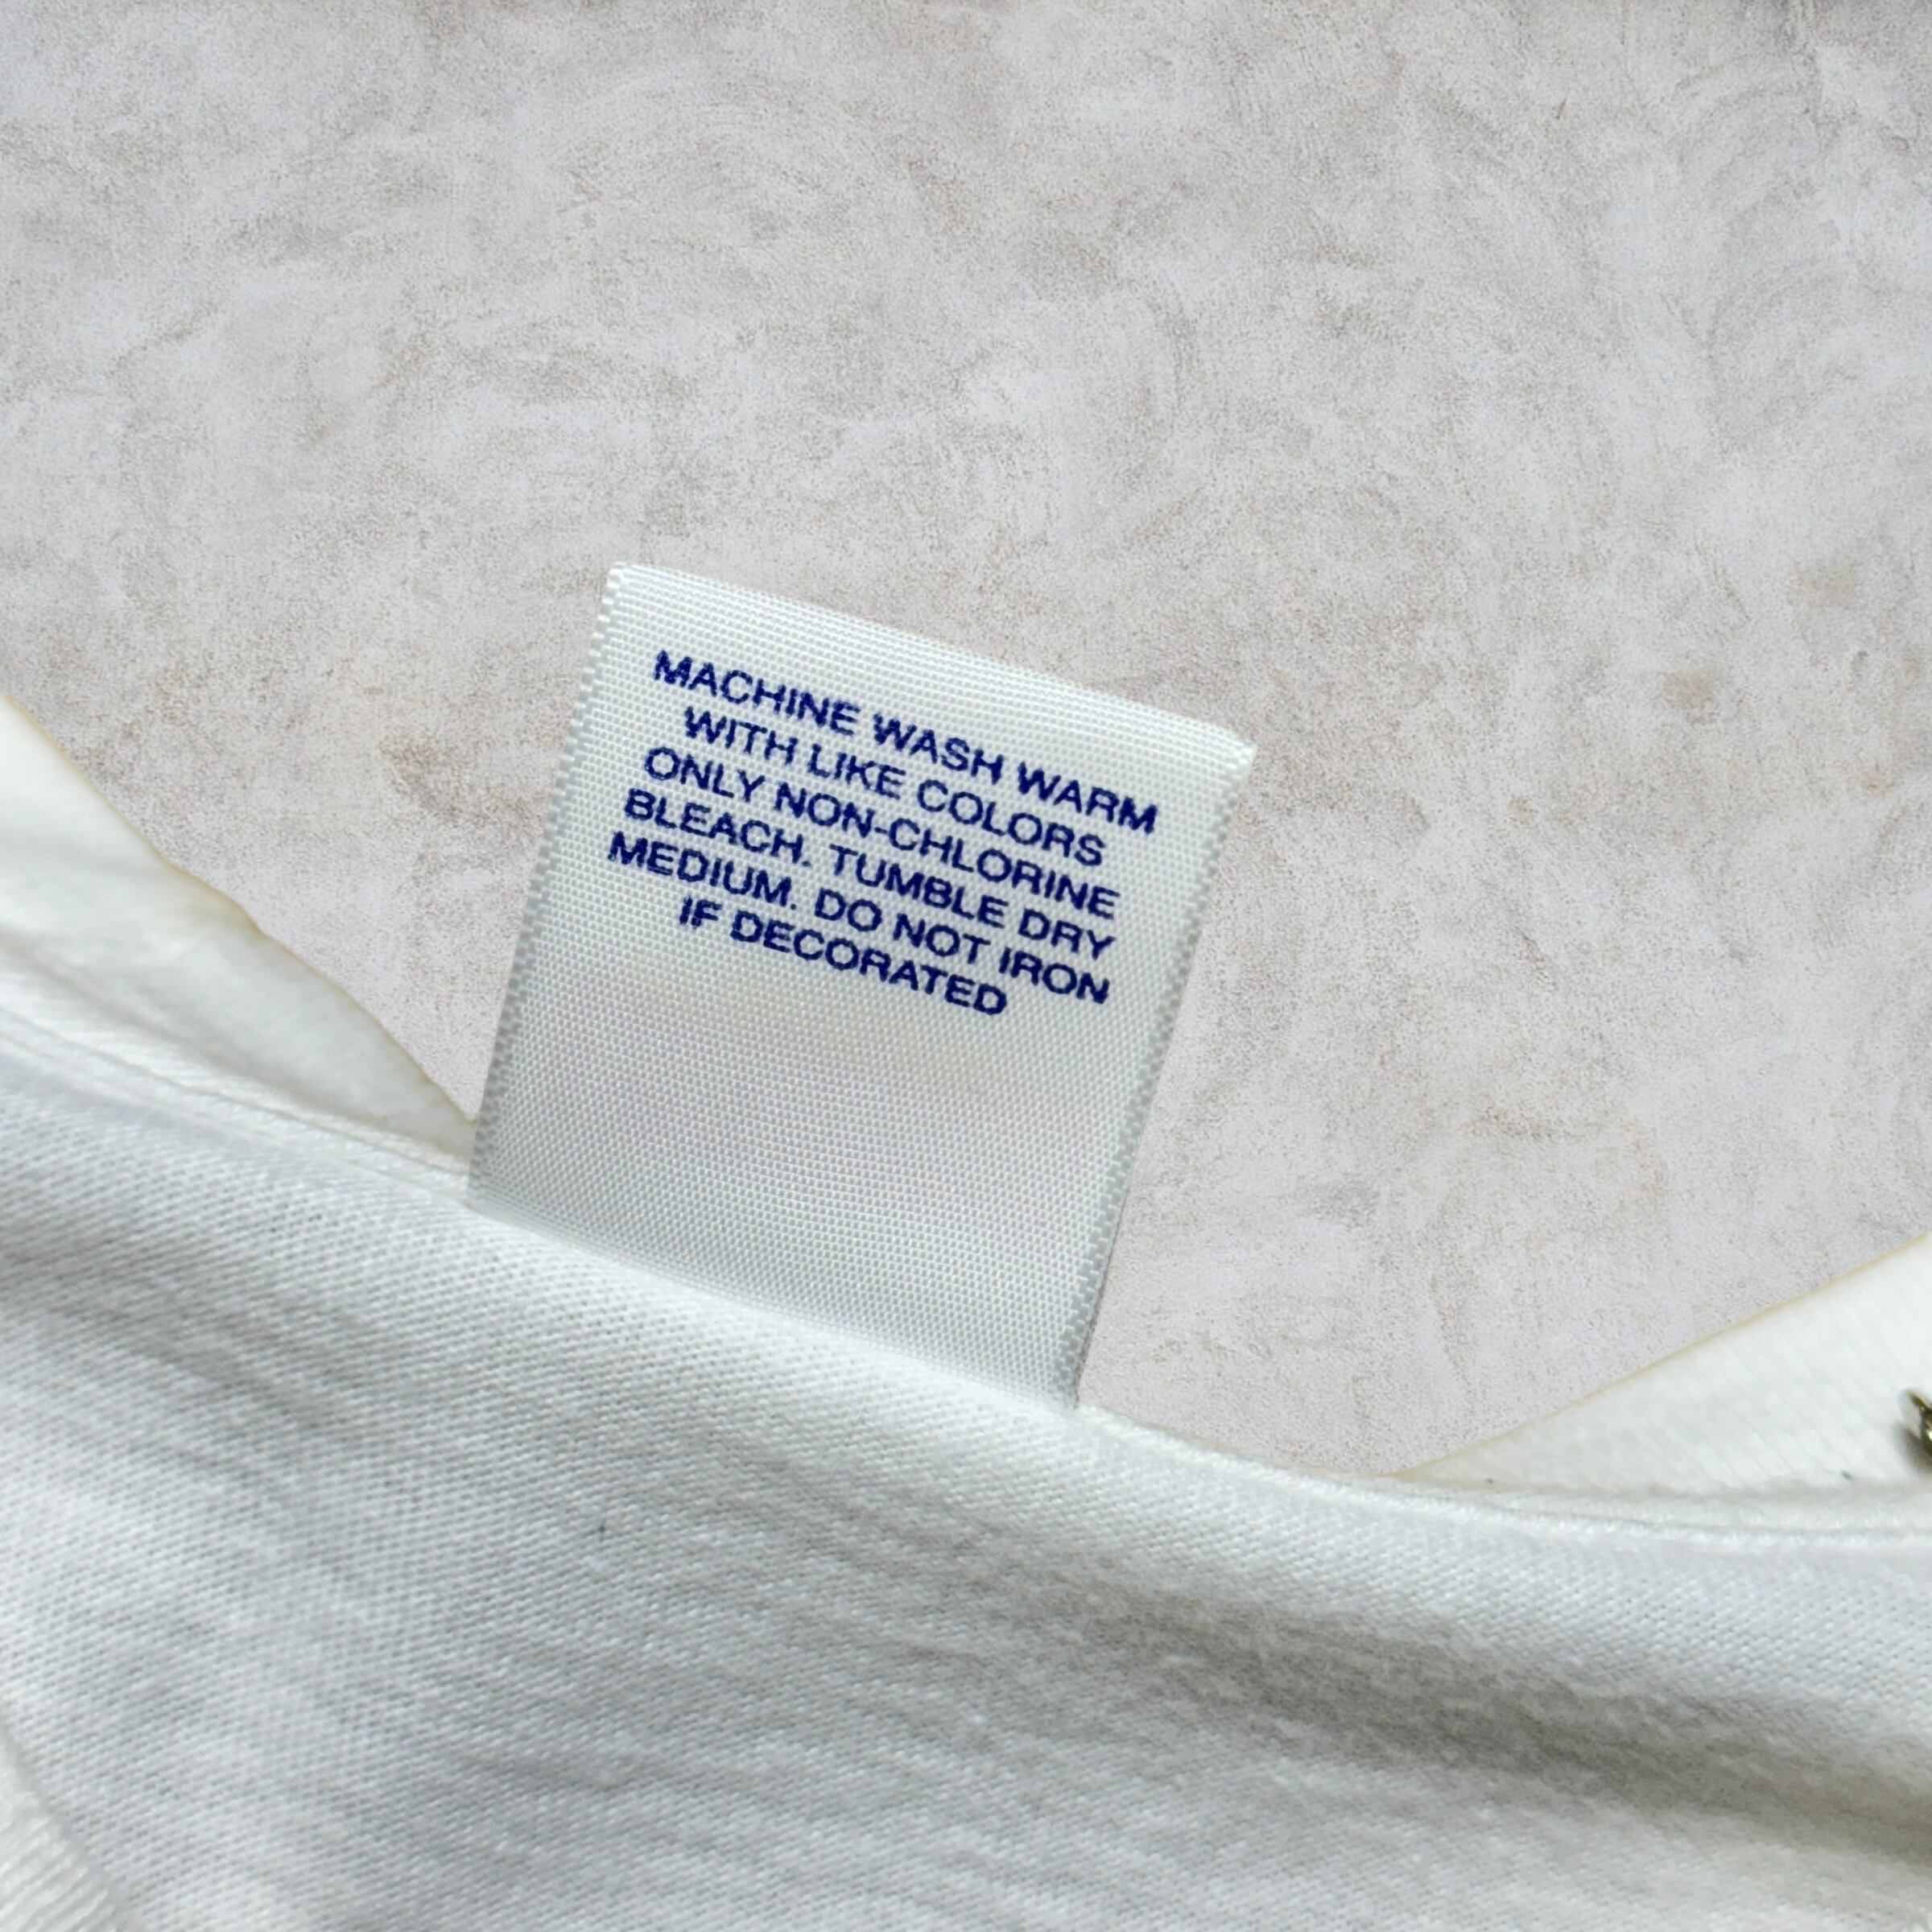 MACHINE WASH WARM
WITH LIKE COLORS
ONLY NON-CHLORINE
BLEACH. TUMBLE DRY
MEDIUM. DO NOT IRON
IF DECORATED